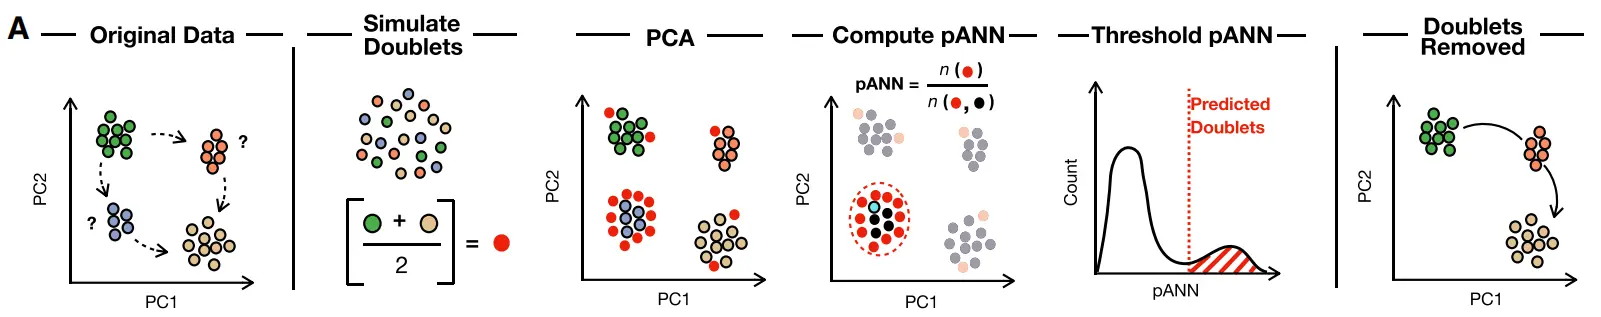 A
Original Data
PC2
?
?
PC1
Simulate
Doublets
+
2
=
PCA
PC2
PC1
Compute pANN
pANN = n ( )
n ( , )
PC2
PC1
Threshold pANN
Predicted
Doublets
Count
pANN
Doublets
Removed
PC2
PC1